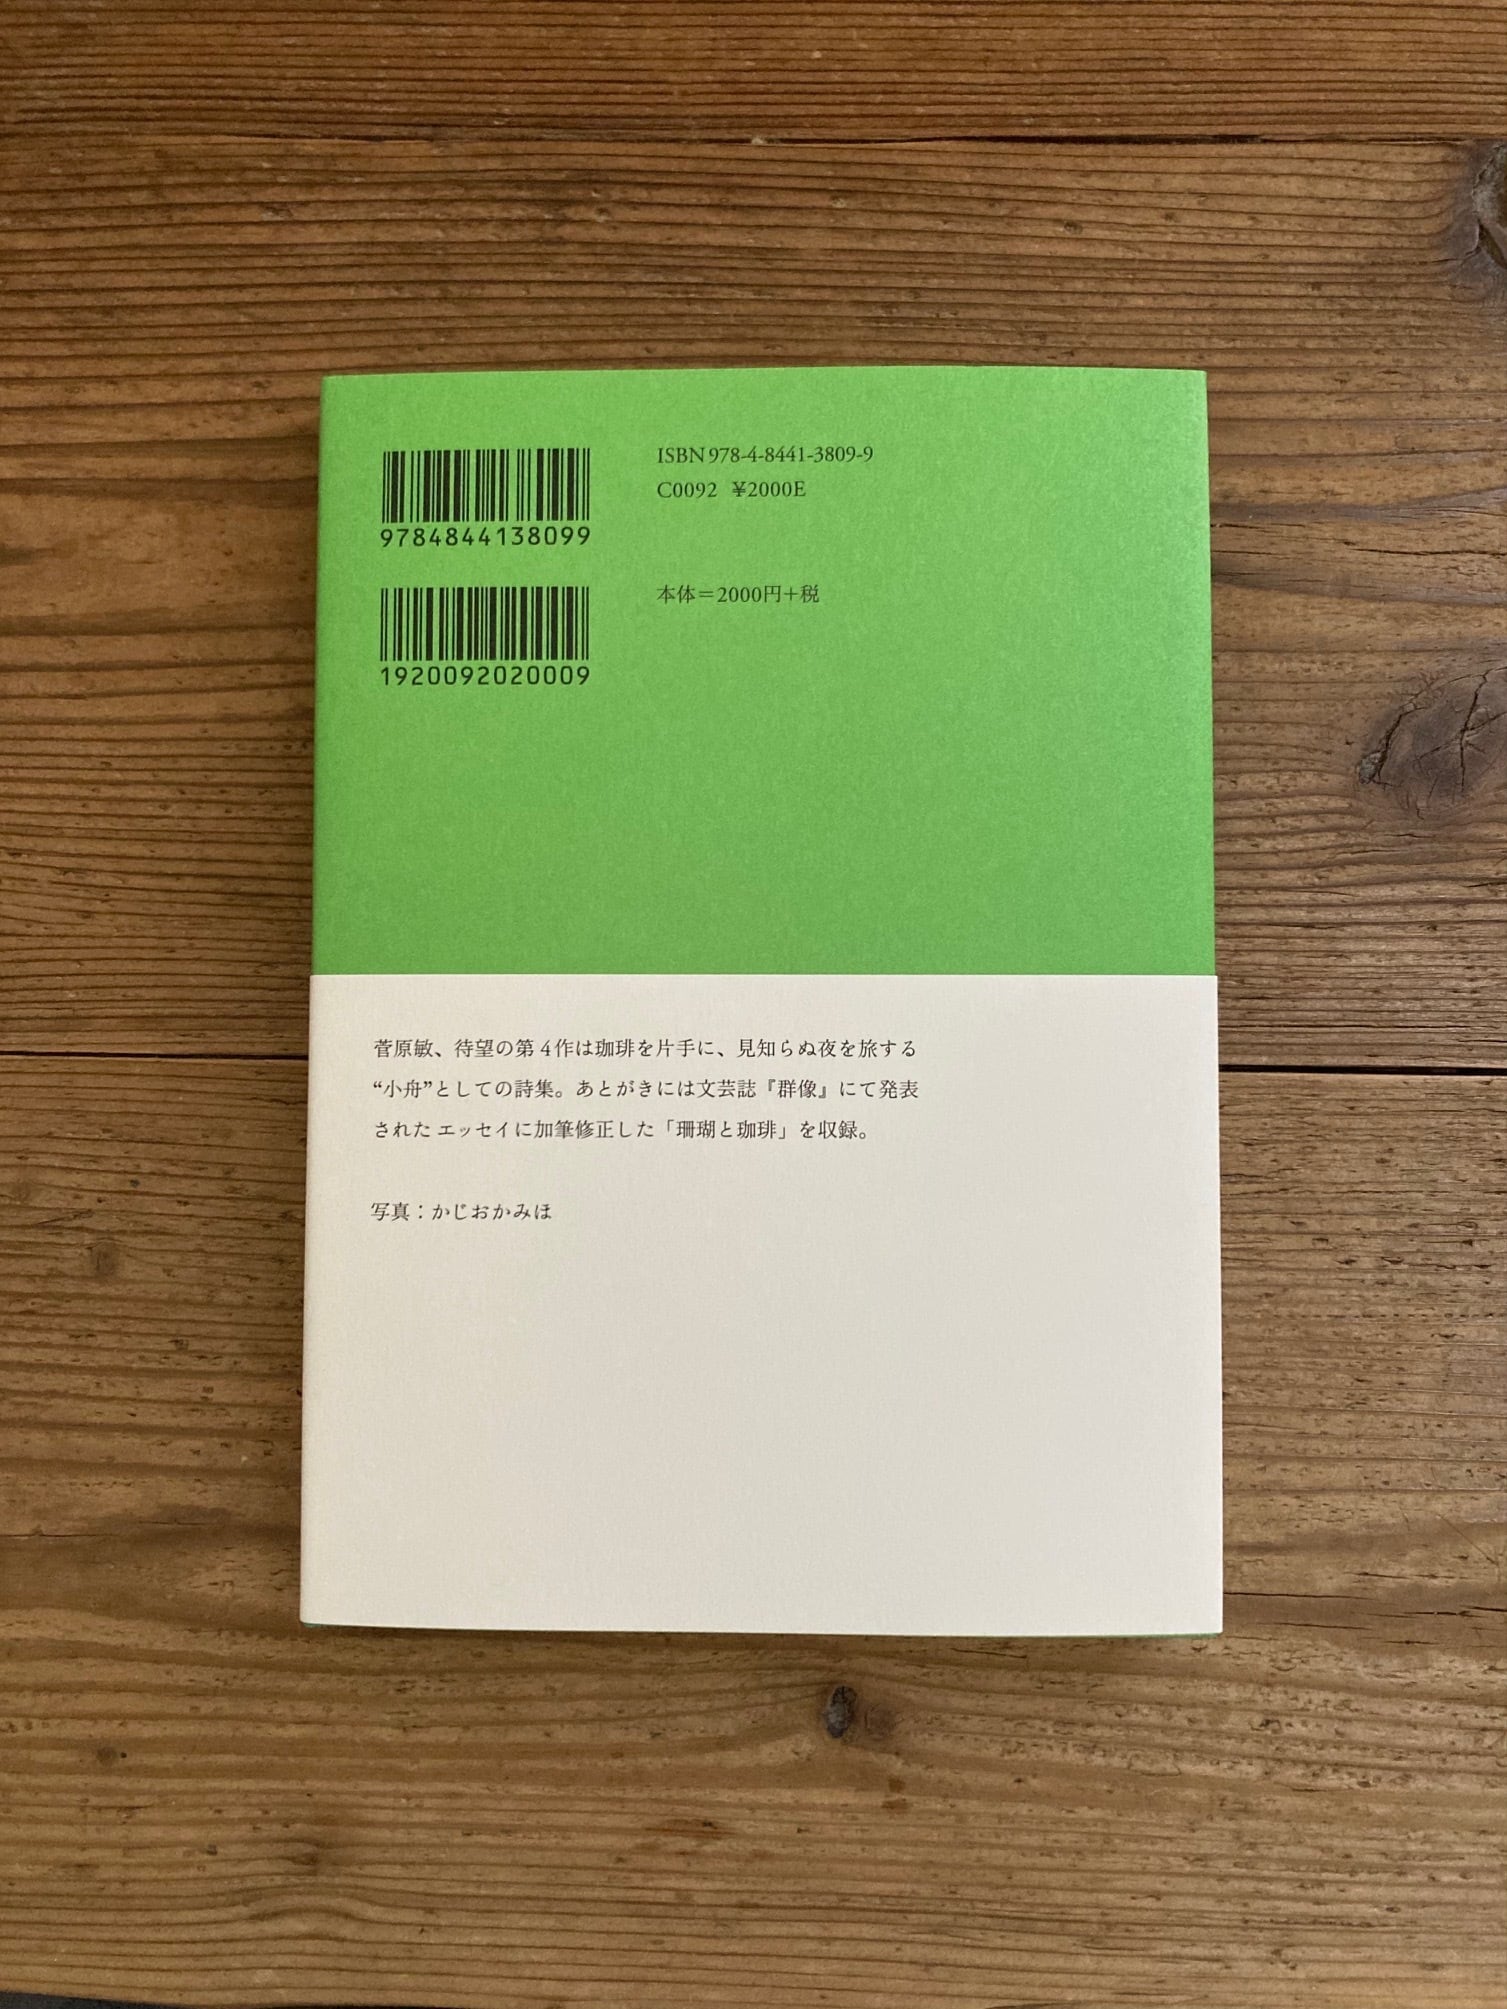 9784844138099
1920092020009
ISBN978-4-8441-3809-9
C0092 ¥2000E
本体＝2000円＋税
菅原敏、待望の第4作は珈琲を片手に、見知らぬ夜を旅する
“小舟”としての詩集。あとがきには文芸誌『群像』にて発表
された エッセイに加筆修正した「珊瑚と珈琲」を収録。
写真：かじおかみほ